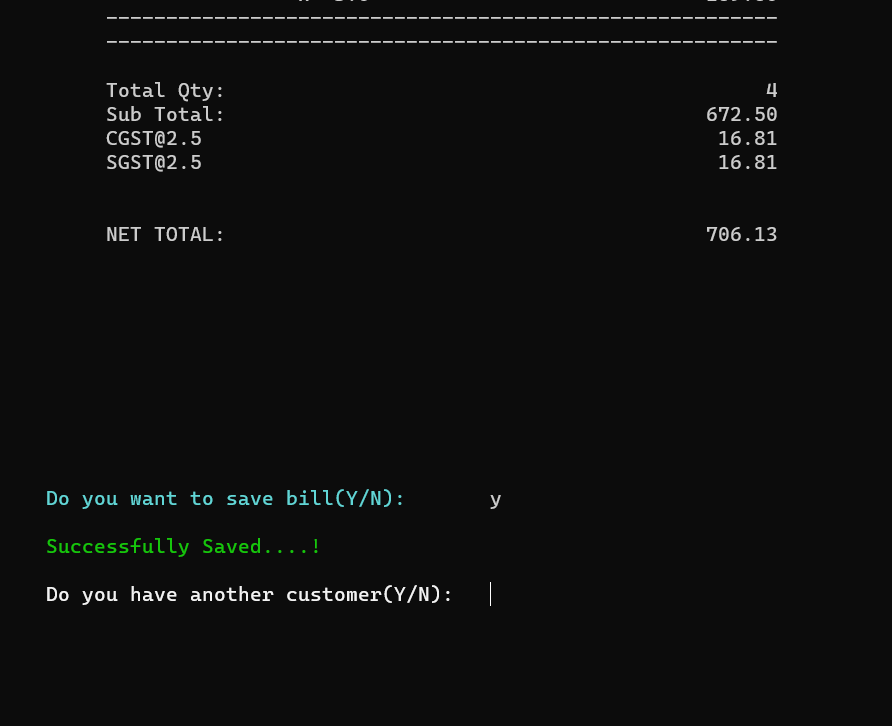 Total Qty: 4
Sub Total: 672.50
CGST@2.5 16.81
SGST@2.5 16.81
NET TOTAL: 706.13
Do you want to save bill(Y/N): y
Successfully Saved....!
Do you have another customer(Y/N):